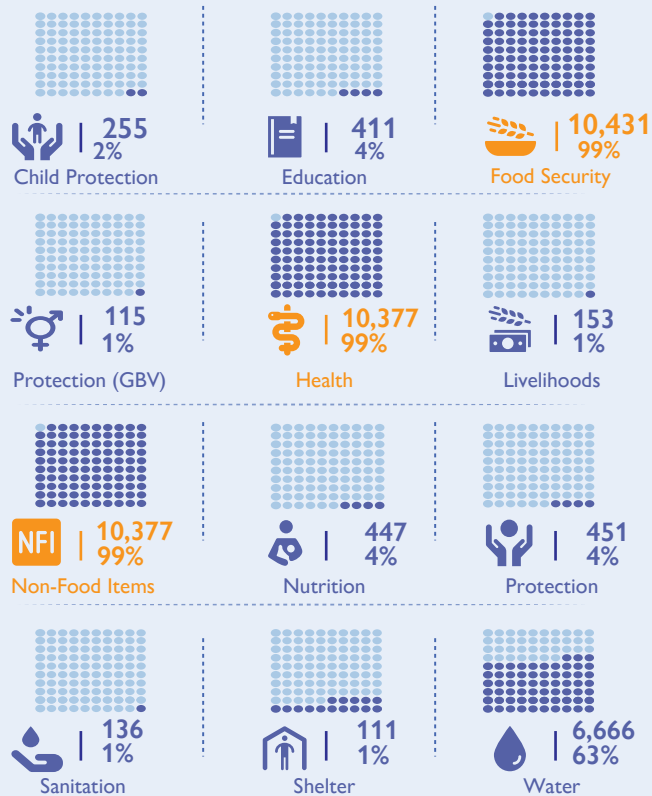 255
2%
Child Protection
411
4%
Education
10,431
99%
Food Security
115
1%
Protection (GBV)
10,377
99%
Health
153
1%
Livelihoods
NFI
10,377
99%
Non-Food Items
447
4%
Nutrition
451
4%
Protection
136
1%
Sanitation
111
1%
Shelter
6,666
63%
Water